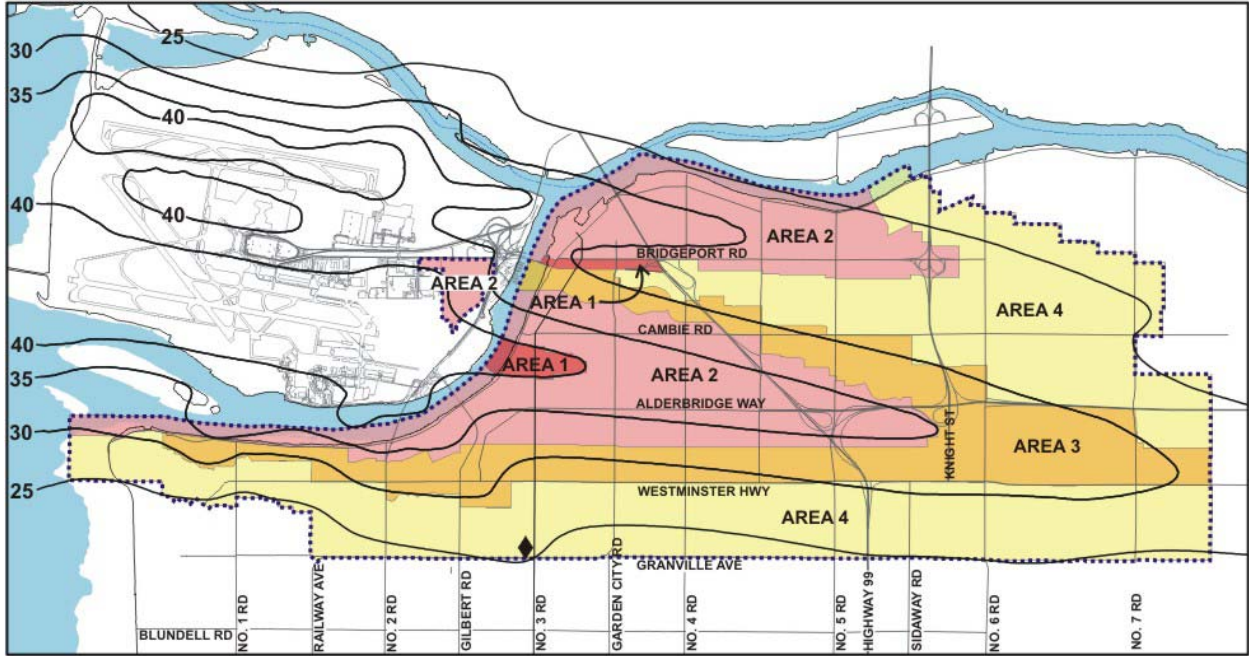 25
30
35
40
40
40
AREA 2
BRIDGEPORT RD
AREA 2
AREA 1
AREA 4
CAMBIE RD
40
AREA 1
AREA 2
35
ALDERBRIDGE WAY
30
KNIGHT ST
AREA 3
25
WESTMINSTER HWY
AREA 4
GRANVILLE AVE
BLUNDELL RD
NO. 1 RD
RAILWAY AVE
NO. 2 RD
GILBERT RD
NO. 3 RD
GARDEN CITY RD
NO. 4 RD
NO. 5 RD
HIGHWAY 99
SIDAWAY RD
NO. 6 RD
NO. 7 RD